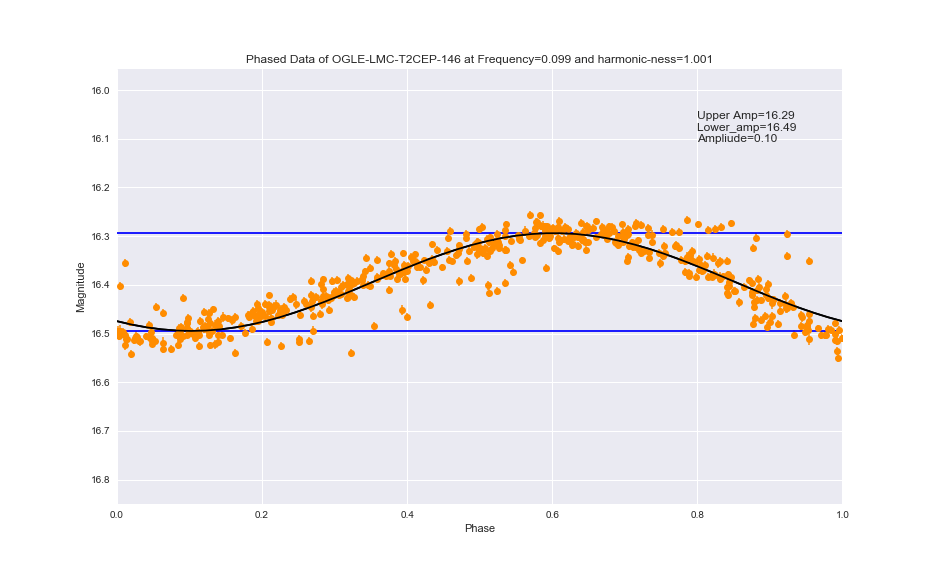 Phased Data of OGLE-LMC-T2CEP-146 at Frequency=0.099 and harmonic-ness=1.001
Upper Amp=16.29
Lower_amp=16.49
Ampliude=0.10
Magnitude
16.0
16.1
16.2
16.3
16.4
16.5
16.6
16.7
16.8
0.0 0.2 0.4 0.6 0.8 1.0
Phase